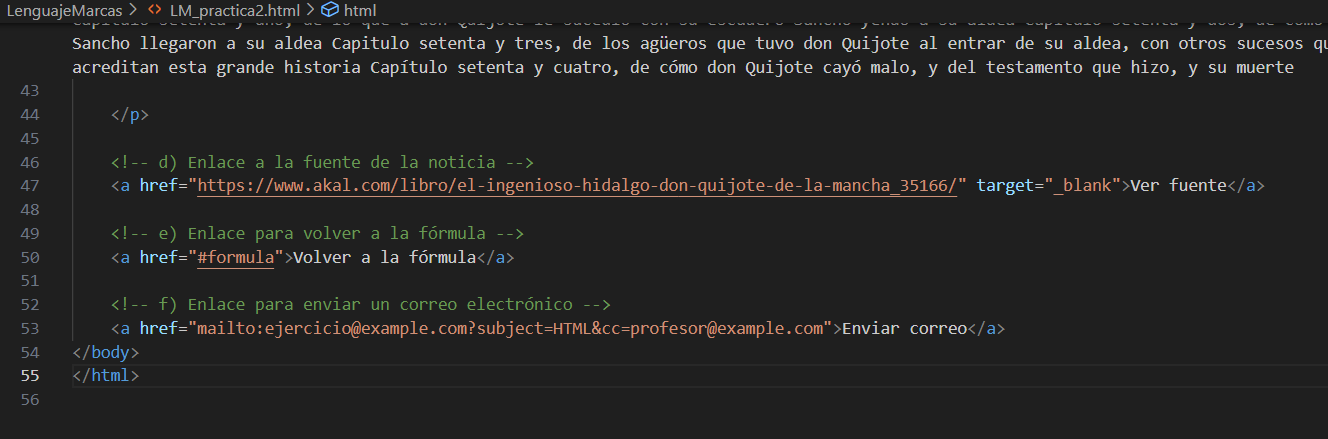 LenguajeMarcas > LM_practica2.html > html
Sancho llegaron a su aldea Capitulo setenta y tres, de los agüeros que tuvo don Quijote al entrar de su aldea, con otros sucesos
acreditan esta grande historia Capítulo setenta y cuatro, de cómo don Quijote cayó malo, y del testamento que hizo, y su muerte
43
44 </p>
45
46 <!-- d) Enlace a la fuente de la noticia -->
47 <a href="https://www.akal.com/libro/el-ingenioso-hidalgo-don-quijote-de-la-mancha_35166/" target="_blank">Ver fuente</a>
48
49 <!-- e) Enlace para volver a la fórmula -->
50 <a href="#formula">Volver a la fórmula</a>
51
52 <!-- f) Enlace para enviar un correo electrónico -->
53 <a href="mailto:ejercicio@example.com?subject=HTML&cc=profesor@example.com">Enviar correo</a>
54 </body>
55 </html>
56